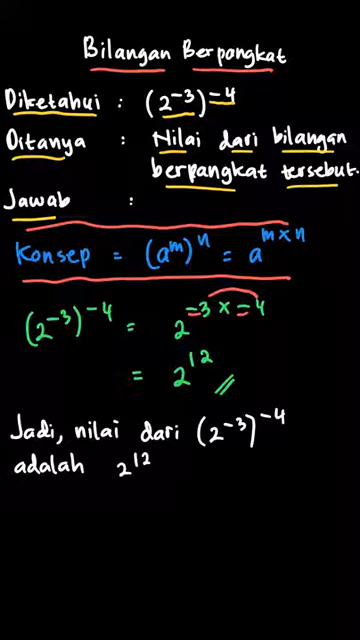 Bilangan Berpangkat
Diketahui : (2⁻³)⁻⁴
Ditanya : Nilai dari bilangan
berpangkat tersebut.
Jawab :
Konsep = (aᵐ)ⁿ = aᵐˣⁿ
(2⁻³)⁻⁴ = 2⁻³ ˣ ⁻⁴
= 2¹² //
Jadi, nilai dari (2⁻³)⁻⁴
adalah 2¹²